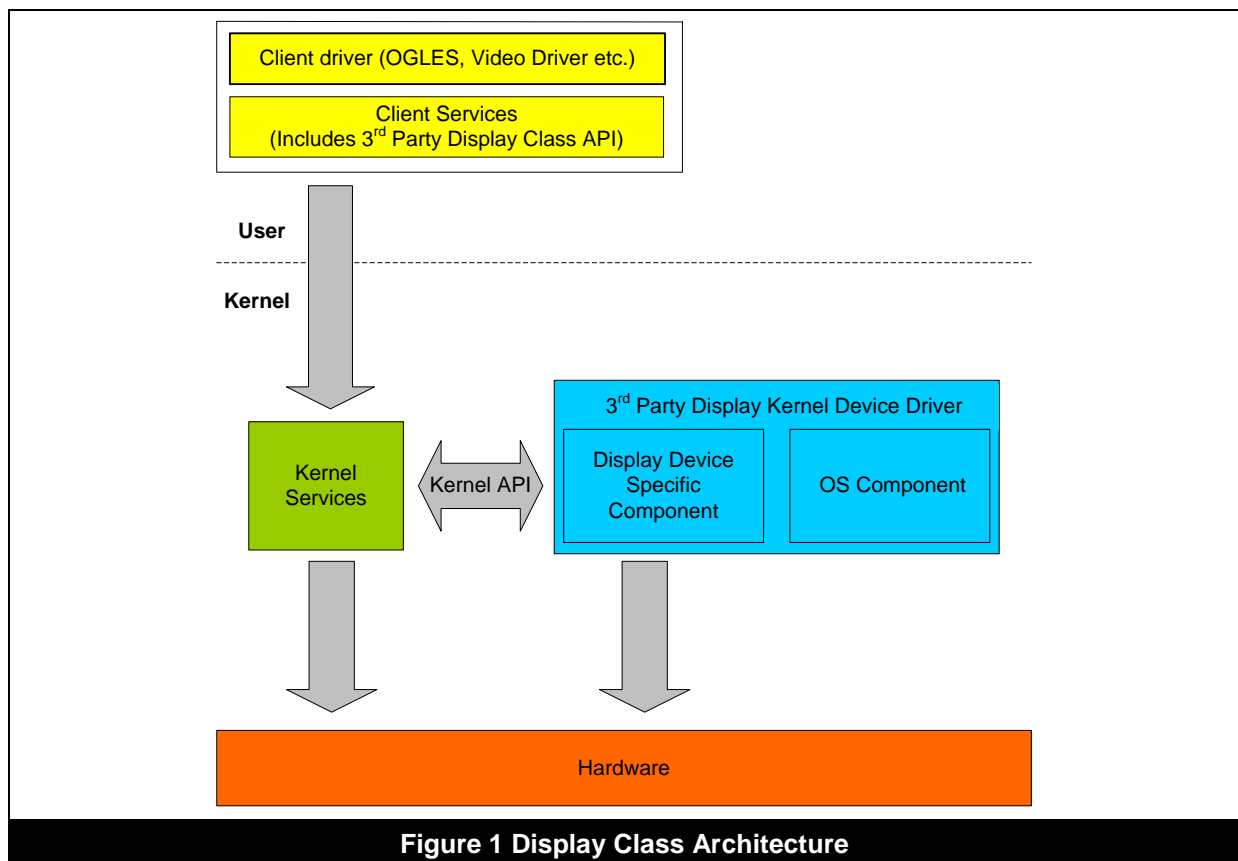 Client driver (OGLES, Video Driver etc.)
Client Services
(Includes 3rd Party Display Class API)
User
Kernel
3rd Party Display Kernel Device Driver
Kernel
Services
Kernel API
Display Device
Specific
Component
OS Component
Hardware
Figure 1 Display Class Architecture